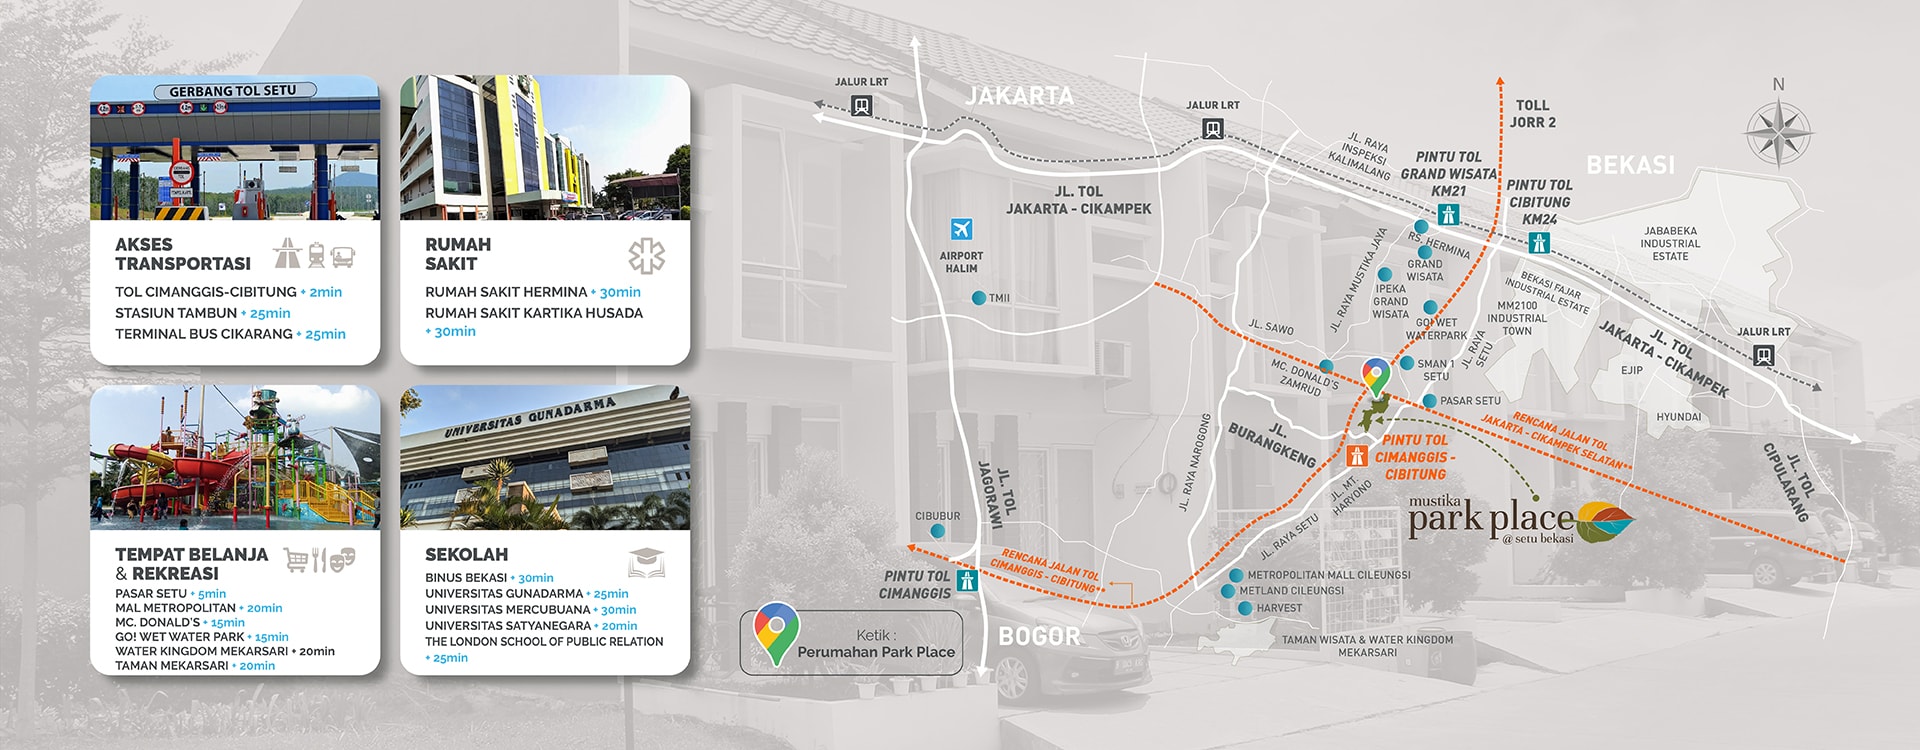 GERBANG TOL SETU
AKSES
TRANSPORTASI
TOL CIMANGGIS-CIBITUNG + 2min
STASIUN TAMBUN + 25min
TERMINAL BUS CIKARANG + 25min
RUMAH
SAKIT
RUMAH SAKIT HERMINA + 30min
RUMAH SAKIT KARTIKA HUSADA
+ 30min
TEMPAT BELANJA
& REKREASI
PASAR SETU + 5min
MAL METROPOLITAN + 20min
MC. DONALD'S + 15min
GO! WET WATER PARK + 15min
WATER KINGDOM MEKARSARI + 20min
TAMAN MEKARSARI + 20min
UNIVERSITAS GUNADARMA
SEKOLAH
BINUS BEKASI + 30min
UNIVERSITAS GUNADARMA + 25min
UNIVERSITAS MERCUBUANA + 30min
UNIVERSITAS SATYANEGARA + 20min
THE LONDON SCHOOL OF PUBLIC RELATION
+ 25min
JALUR LRT
JAKARTA
JALUR LRT
JL. RAYA
INSPEKSI
KALIMALANG
TOLL
JORR 2
N
BEKASI
PINTU TOL
GRAND WISATA
KM21
PINTU TOL
CIBITUNG
KM24
JL. TOL
JAKARTA - CIKAMPEK
AIRPORT
HALIM
TMII
RS. HERMINA
GRAND
WISATA
JL. RAYA MUSTIKA JAYA
IPEKA
GRAND
WISATA
GO! WET
WATERPARK
JABABEKA
INDUSTRIAL
ESTATE
BEKASI FAJAR
INDUSTRIAL ESTATE
MM2100
INDUSTRIAL
TOWN
JL. SAWO
JL. RAYA
SETU
JL. TOL
JAKARTA - CIKAMPEK
JALUR LRT
MC. DONALD'S
ZAMRUD
SMAN 1
SETU
EJIP
PASAR SETU
HYUNDAI
RENCANA JALAN TOL
JAKARTA - CIKAMPEK SELATAN
JL.
BURANGKENG
JL. RAYA NAROGONG
PINTU TOL
CIMANGGIS -
CIBITUNG
JL. TOL
CIPULARANG
JL. TOL
JAGORAWI
JL. MT.
HARYONO
mustika
park place
@ setu bekasi
CIBUBUR
JL. RAYA SETU
RENCANA JALAN TOL
CIMANGGIS - CIBITUNG
PINTU TOL
CIMANGGIS
METROPOLITAN MALL CILEUNGSI
METLAND CILEUNGSI
HARVEST
BOGOR
TAMAN WISATA & WATER KINGDOM
MEKARSARI
Ketik :
Perumahan Park Place